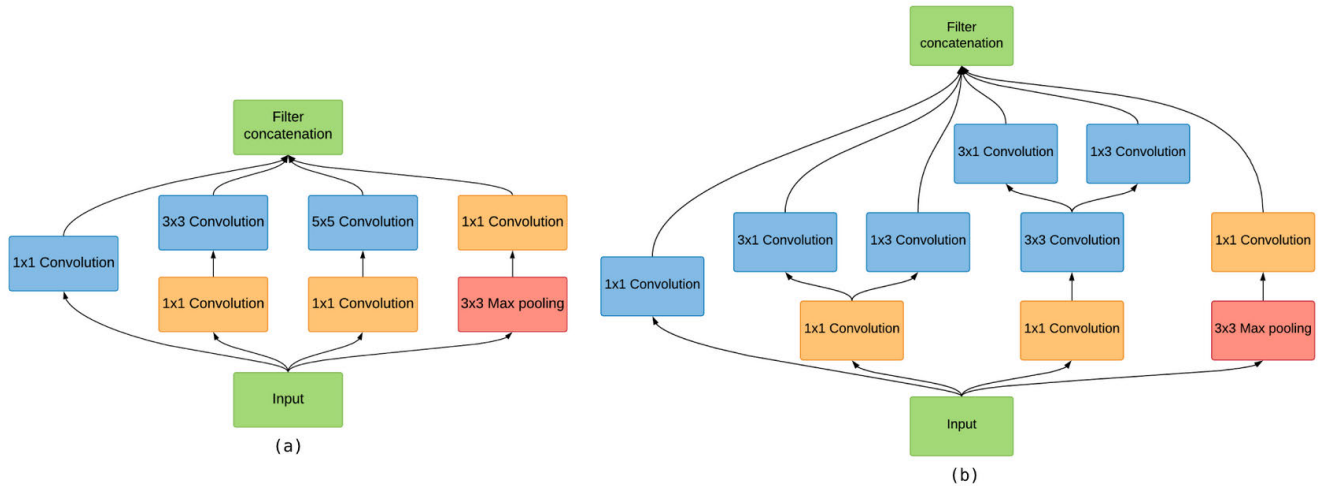 Filter
concatenation
3x3 Convolution
5x5 Convolution
1x1 Convolution
1x1 Convolution
1x1 Convolution
1x1 Convolution
3x3 Max pooling
Input
(a)
Filter
concatenation
3x1 Convolution
1x3 Convolution
3x1 Convolution
1x3 Convolution
3x3 Convolution
1x1 Convolution
1x1 Convolution
1x1 Convolution
1x1 Convolution
3x3 Max pooling
Input
(b)